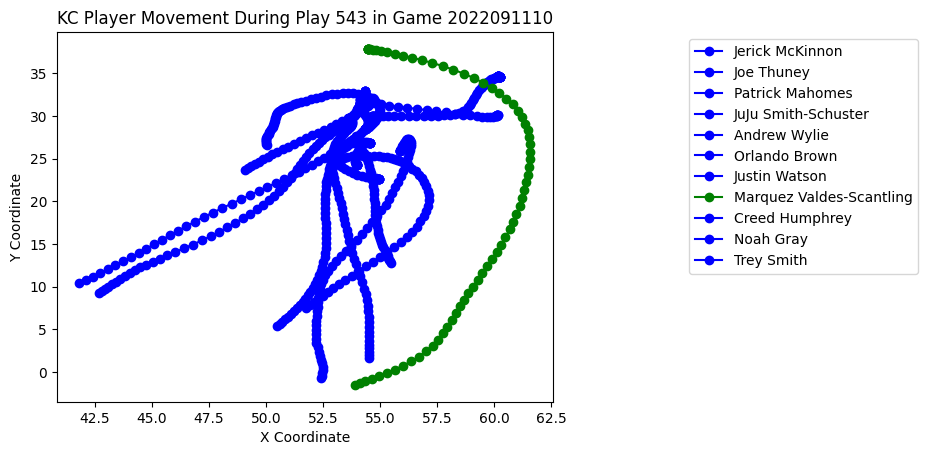 KC Player Movement During Play 543 in Game 2022091110
Y Coordinate
35
30
25
20
15
10
5
0
42.5 45.0 47.5 50.0 52.5 55.0 57.5 60.0 62.5
X Coordinate
Jerick McKinnon
Joe Thuney
Patrick Mahomes
JuJu Smith-Schuster
Andrew Wylie
Orlando Brown
Justin Watson
Marquez Valdes-Scantling
Creed Humphrey
Noah Gray
Trey Smith